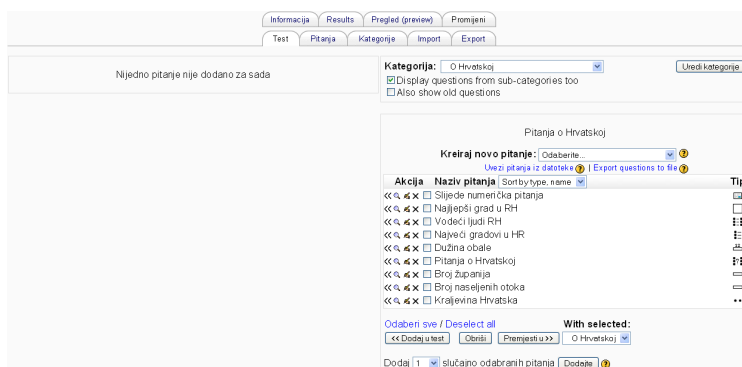 Informacija Results Pregled (preview) Promijeni
Test Pitanja Kategorije Import Export
Nijedno pitanje nije dodano za sada
Kategorija: O Hrvatskoj Uredi kategorije
Display questions from sub-categories too
Also show old questions
Pitanja o Hrvatskoj
Kreiraj novo pitanje: Odaberite...
Uvezi pitanja iz datoteke | Export questions to file
Akcija Naziv pitanja Sort by type, name Tip
Slijede numerička pitanja
Najljepši grad u RH
Vodeći ljudi RH
Najveći gradovi u HR
Dužina obale
Pitanja o Hrvatskoj
Broj županija
Broj naseljenih otoka
Kraljevina Hrvatska
Odaberi sve / Deselect all With selected:
<< Dodaj u test Obriši Premjesti u >> O Hrvatskoj
Dodaj 1 slučajno odabranih pitanja Dodajte